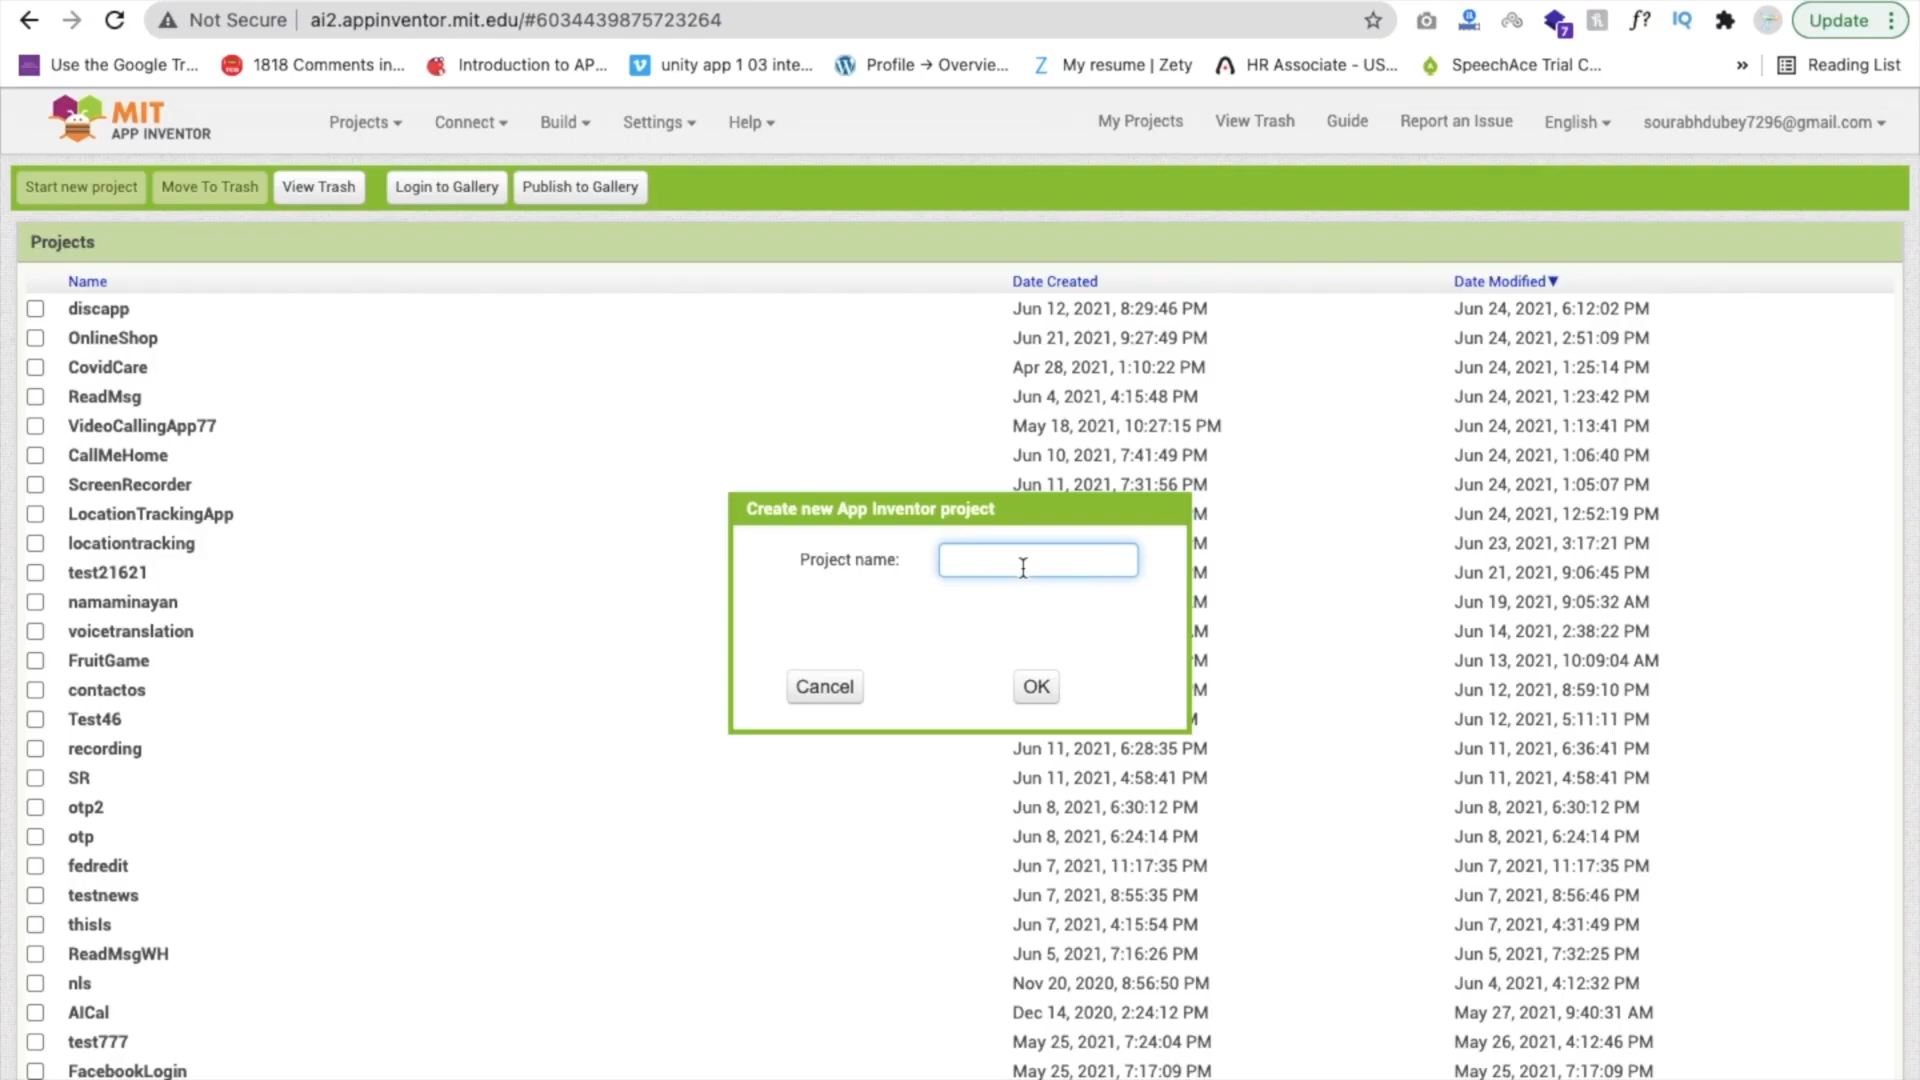 Not Secure ai2.appinventor.mit.edu/#6034439875723264 7 f? IQ Update
Use the Google Tr... 1818 Comments in... Introduction to AP... unity app 1 03 inte... Profile → Overvie... Z My resume | Zety HR Associate - US... SpeechAce Trial C... » Reading List
MIT
APP INVENTOR
Projects Connect Build Settings Help My Projects View Trash Guide Report an Issue English sourabhdubey7296@gmail.com
Start new project Move To Trash View Trash Login to Gallery Publish to Gallery
Projects
Name Date Created Date Modified▼
discapp Jun 12, 2021, 8:29:46 PM Jun 24, 2021, 6:12:02 PM
OnlineShop Jun 21, 2021, 9:27:49 PM Jun 24, 2021, 2:51:09 PM
CovidCare Apr 28, 2021, 1:10:22 PM Jun 24, 2021, 1:25:14 PM
ReadMsg Jun 4, 2021, 4:15:48 PM Jun 24, 2021, 1:23:42 PM
VideoCallingApp77 May 18, 2021, 10:27:15 PM Jun 24, 2021, 1:13:41 PM
CallMeHome Jun 10, 2021, 7:41:49 PM Jun 24, 2021, 1:06:40 PM
ScreenRecorder Jun 11, 2021, 7:31:56 PM Jun 24, 2021, 1:05:07 PM
LocationTrackingApp Jun 24, 2021, 12:52:19 PM
locationtracking Jun 23, 2021, 3:17:21 PM
test21621 Jun 21, 2021, 9:06:45 PM
namaminayan Jun 19, 2021, 9:05:32 AM
voicetranslation Jun 14, 2021, 2:38:22 PM
FruitGame Jun 13, 2021, 10:09:04 AM
contactos Jun 12, 2021, 8:59:10 PM
Test46 Jun 12, 2021, 5:11:11 PM
Create new App Inventor project
Project name:
Cancel OK
recording Jun 11, 2021, 6:28:35 PM Jun 11, 2021, 6:36:41 PM
SR Jun 11, 2021, 4:58:41 PM Jun 11, 2021, 4:58:41 PM
otp2 Jun 8, 2021, 6:30:12 PM Jun 8, 2021, 6:30:12 PM
otp Jun 8, 2021, 6:24:14 PM Jun 8, 2021, 6:24:14 PM
fedredit Jun 7, 2021, 11:17:35 PM Jun 7, 2021, 11:17:35 PM
testnews Jun 7, 2021, 8:55:35 PM Jun 7, 2021, 8:56:46 PM
thisIs Jun 7, 2021, 4:15:54 PM Jun 7, 2021, 4:31:49 PM
ReadMsgWH Jun 5, 2021, 7:16:26 PM Jun 5, 2021, 7:32:25 PM
nls Nov 20, 2020, 8:56:50 PM Jun 4, 2021, 4:12:32 PM
AICal Dec 14, 2020, 2:24:12 PM May 27, 2021, 9:40:31 AM
test777 May 25, 2021, 7:24:04 PM May 26, 2021, 4:12:46 PM
FacebookLogin May 25, 2021, 7:17:09 PM May 25, 2021, 7:17:09 PM